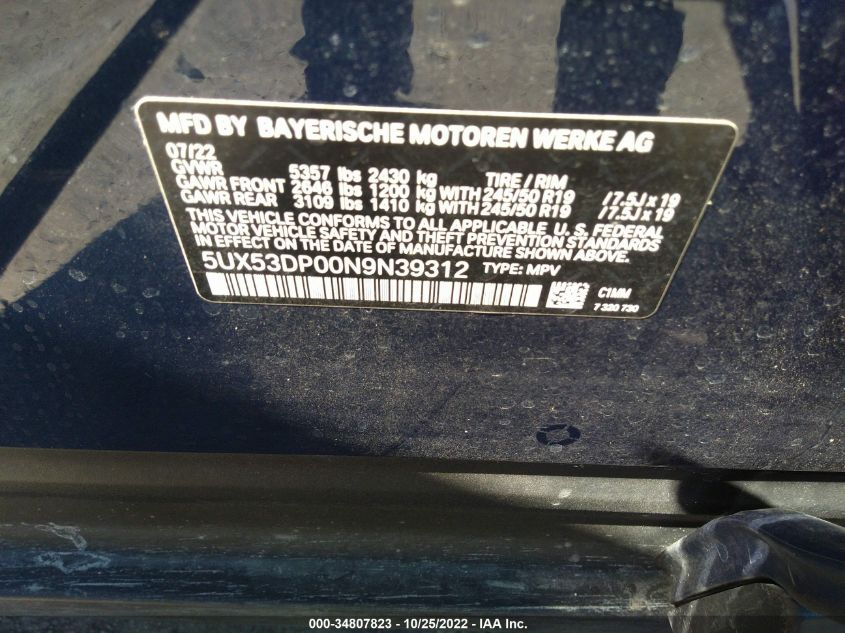 MFD BY BAYERISCHE MOTOREN WERKE AG
07/22
GVWR 5357 lbs 2430 kg TIRE / RIM
GAWR FRONT 2646 lbs 1200 kg WITH 245/50 R19 /7.5J x 19
GAWR REAR 3109 lbs 1410 kg WITH 245/50 R19 /7.5J x 19
THIS VEHICLE CONFORMS TO ALL APPLICABLE U.S. FEDERAL
MOTOR VEHICLE SAFETY AND THEFT PREVENTION STANDARDS
IN EFFECT ON THE DATE OF MANUFACTURE SHOWN ABOVE.
5UX53DP00N9N39312 TYPE: MPV
C1MM
7 320 730
000-34807823 / 10/25/2022 - IAA Inc.